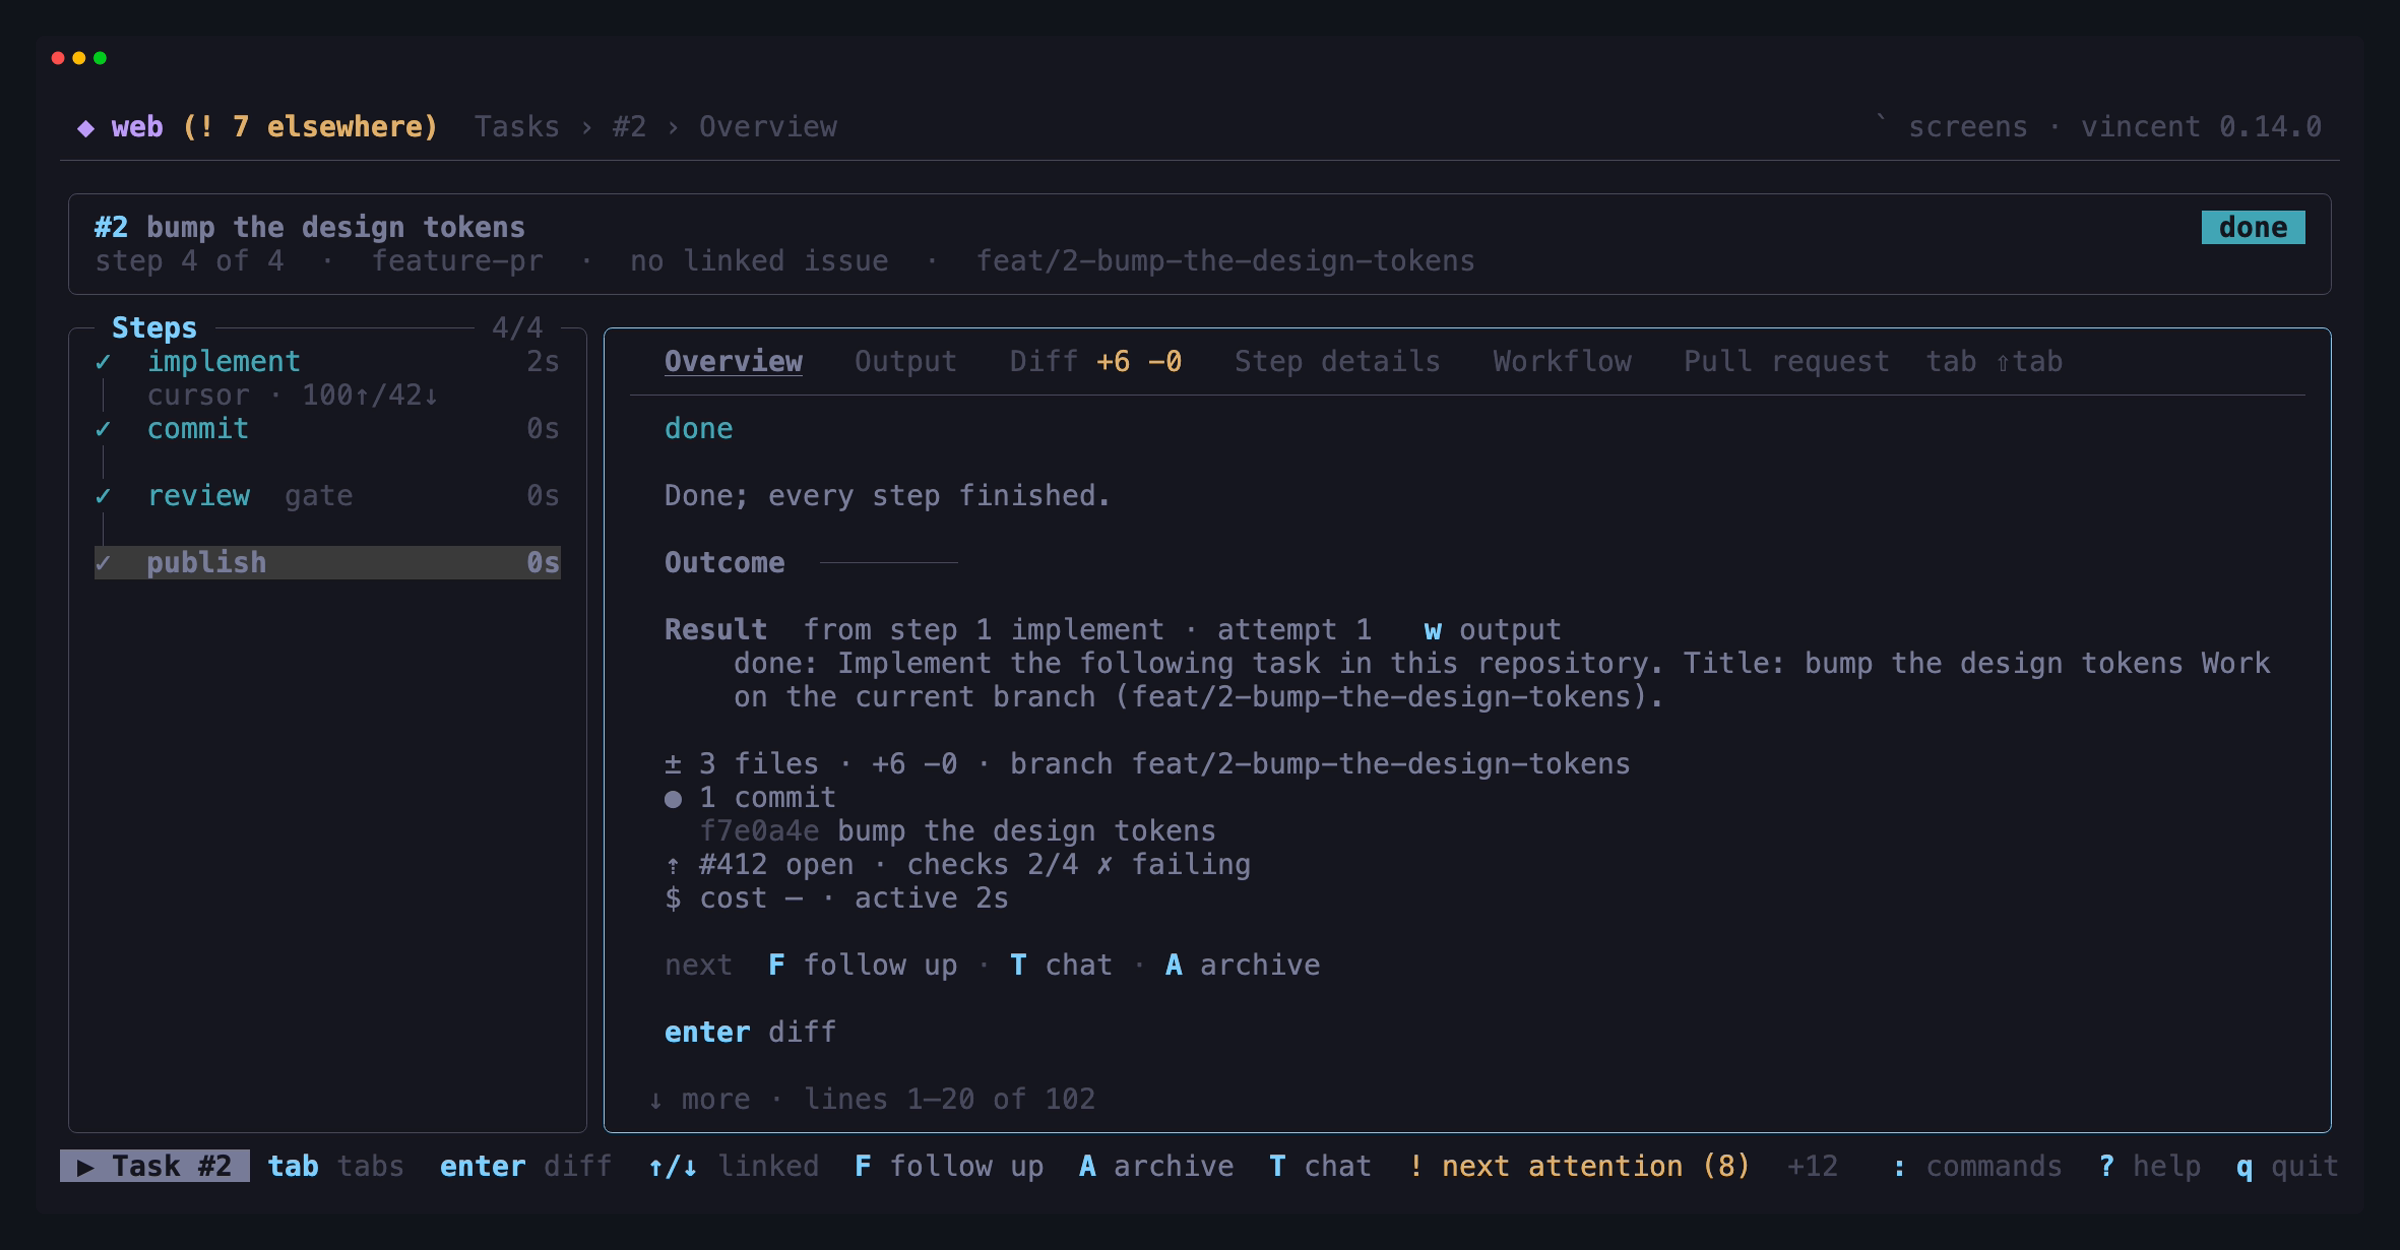 ◆ web (! 7 elsewhere) Tasks › #2 › Overview ` screens · vincent 0.14.0
#2 bump the design tokens done
step 4 of 4 · feature-pr · no linked issue · feat/2-bump-the-design-tokens
Steps 4/4
✓ implement 2s
cursor · 100↑/42↓
✓ commit 0s
✓ review gate 0s
✓ publish 0s
Overview Output Diff +6 -0 Step details Workflow Pull request tab ⇧tab
done
Done; every step finished.
Outcome
Result from step 1 implement · attempt 1 w output
done: Implement the following task in this repository. Title: bump the design tokens Work
on the current branch (feat/2-bump-the-design-tokens).
± 3 files · +6 -0 · branch feat/2-bump-the-design-tokens
● 1 commit
f7e0a4e bump the design tokens
⇡ #412 open · checks 2/4 ✗ failing
$ cost – · active 2s
next F follow up · T chat · A archive
enter diff
↓ more · lines 1–20 of 102
▶ Task #2 tab tabs enter diff ↑/↓ linked F follow up A archive T chat ! next attention (8) +12 : commands ? help q quit